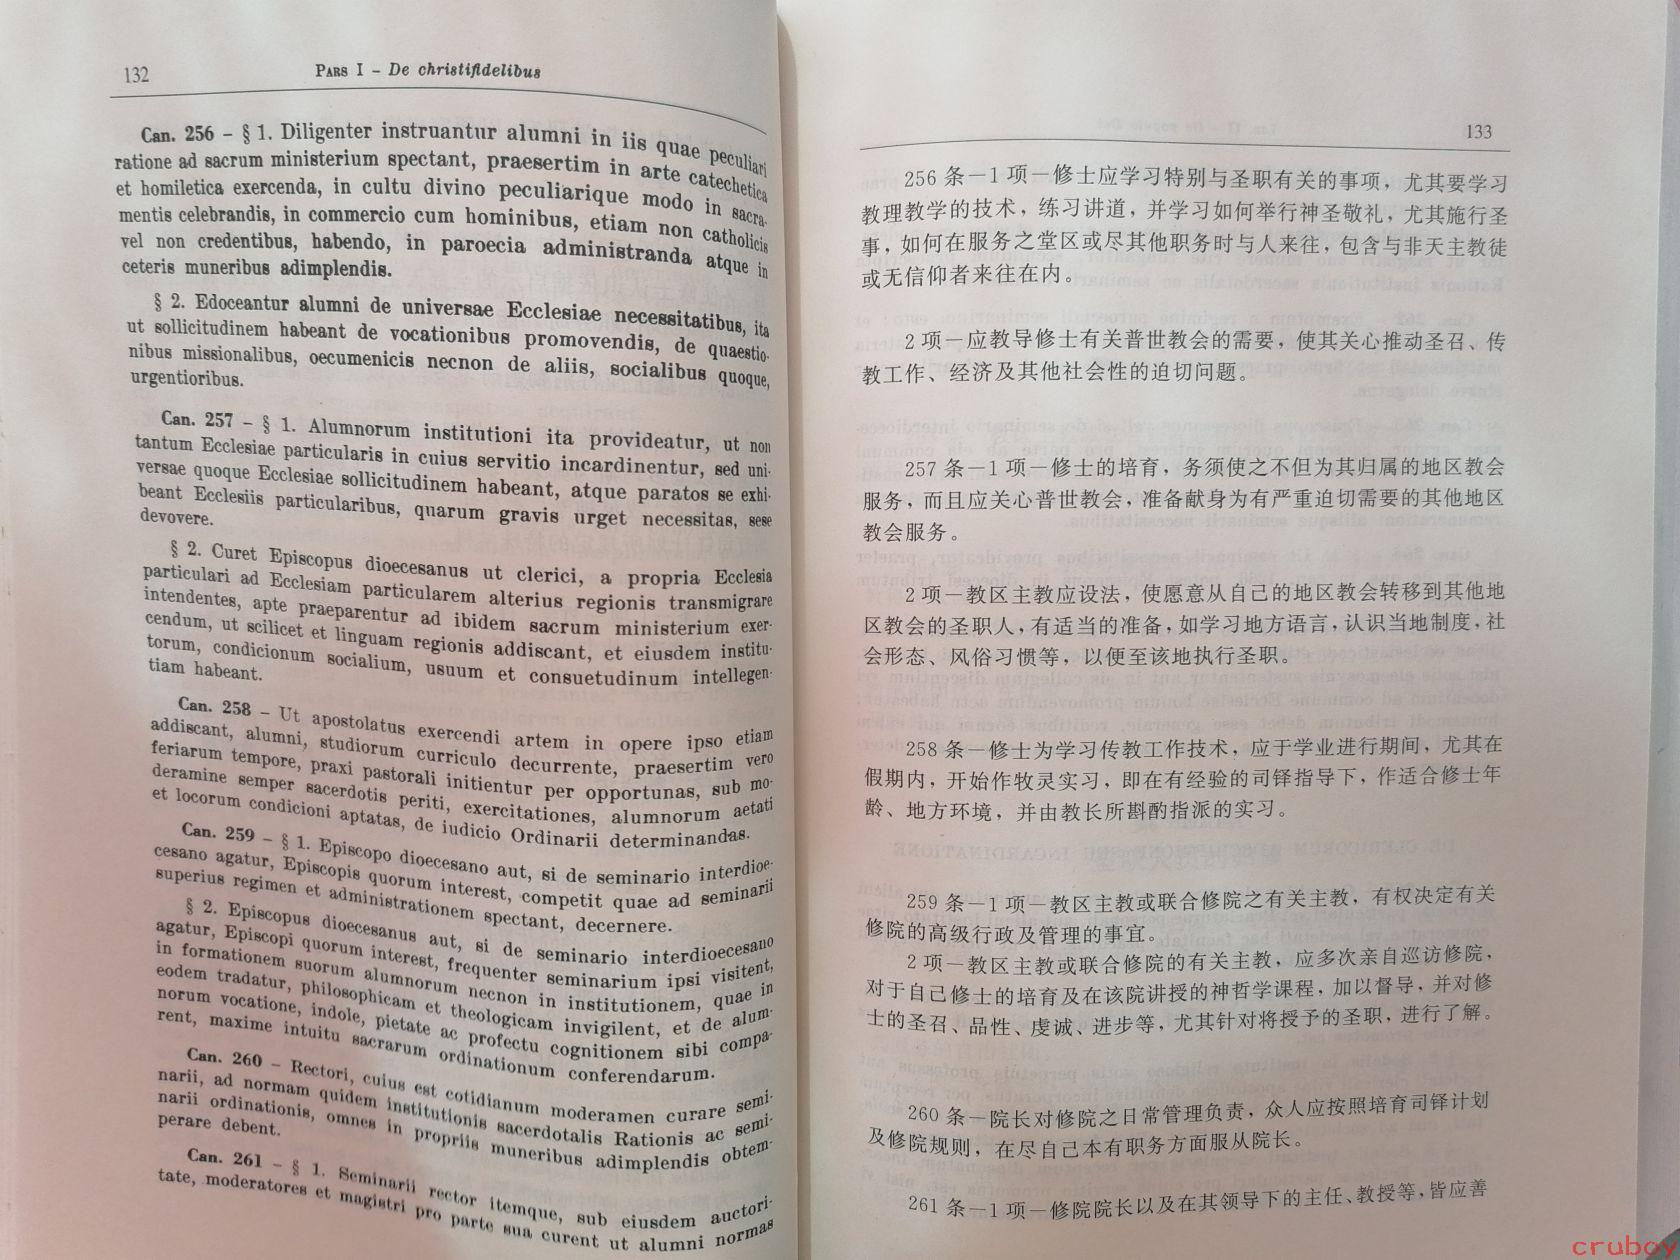 132
PARS I – De christifidelibus
Can. 256 – § 1. Diligenter instruantur alumni in iis quae peculiari
ratione ad sacrum ministerium spectant, praesertim in arte catechetica
et homiletica exercenda, in cultu divino peculiarique modo in sacra-
mentis celebrandis, in commercio cum hominibus, etiam non catholicis
vel non credentibus, habendo, in paroecia administranda atque in
ceteris muneribus adimplendis.
§ 2. Edoceantur alumni de universae Ecclesiae necessitatibus, ita
ut sollicitudinem habeant de vocationibus promovendis, de quaestio-
nibus missionalibus, oecumenicis necnon de aliis, socialibus quoque,
urgentioribus.
Can. 257 – § 1. Alumnorum institutioni ita provideatur, ut non
tantum Ecclesiae particularis in cuius servitio incardinentur, sed uni-
versae quoque Ecclesiae sollicitudinem habeant, atque paratos se exhi-
beant Ecclesiis particularibus, quarum gravis urget necessitas, sese
devovere.
§ 2. Curet Episcopus dioecesanus ut clerici, a propria Ecclesia
particulari ad Ecclesiam particularem alterius regionis transmigrare
intendentes, apte praeparentur ad ibidem sacrum ministerium exer-
cendum, ut scilicet et linguam regionis addiscant, et eiusdem institu-
torum, condicionum socialium, usuum et consuetudinum intellegen-
tiam habeant.
Can. 258 – Ut apostolatus exercendi artem in opere ipso etiam
addiscant, alumni, studiorum curriculo decurrente, praesertim vero
feriarum tempore, praxi pastorali initientur per opportunas, sub mo-
deramine semper sacerdotis periti, exercitationes, alumnorum aetati
et locorum condicioni aptatas, de iudicio Ordinarii determinandas.
Can. 259 – § 1. Episcopo dioecesano aut, si de seminario interdioe-
cesano agatur, Episcopis quorum interest, competit quae ad seminarii
superius regimen et administrationem spectant, decernere.
§ 2. Episcopus dioecesanus aut, si de seminario interdioecesano
agatur, Episcopi quorum interest, frequenter seminarium ipsi visitent,
in formationem suorum alumnorum necnon in institutionem, quae in
eodem tradatur, philosophicam et theologicam invigilent, et de alum-
norum vocatione, indole, pietate ac profectu cognitionem sibi compa-
rent, maxime intuitu sacrarum ordinationum conferendarum.
Can. 260 – Rectori, cuius est cotidianum moderamen curare semi-
narii, ad normam quidem institutionis sacerdotalis Rationis ac semi-
narii ordinationis, omnes in propriis muneribus adimplendis obtem-
perare debent.
Can. 261 – § 1. Seminarii rector itemque, sub eiusdem auctori-
tate, moderatores et magistri pro parte sua curent ut alumni normas
133
256 条－1 项－修士应学习特别与圣职有关的事项，尤其要学习
教理教学的技术，练习讲道，并学习如何举行神圣敬礼，尤其施行圣
事，如何在服务之堂区或尽其他职务时与人来往，包含与非天主教徒
或无信仰者来往在内。
2 项－应教导修士有关普世教会的需要，使其关心推动圣召、传
教工作、经济及其他社会性的迫切问题。
257 条－1 项－修士的培育，务须使之不但为其归属的地区教会
服务，而且应关心普世教会，准备献身为有严重迫切需要的其他地区
教会服务。
2 项－教区主教应设法，使愿意从自己的地区教会转移到其他地
区教会的圣职人，有适当的准备，如学习地方语言，认识当地制度，社
会形态、风俗习惯等，以便至该地执行圣职。
258 条－修士为学习传教工作技术，应于学业进行期间，尤其在
假期内，开始作牧灵实习，即在有经验的司铎指导下，作适合修士年
龄、地方环境，并由教长所斟酌指派的实习。
259 条－1 项－教区主教或联合修院之有关主教，有权决定有关
修院的高级行政及管理的事宜。
2 项－教区主教或联合修院的有关主教，应多次亲自巡访修院，
对于自己修士的培育及在该院讲授的神哲学课程，加以督导，并对修
士的圣召、品性、虔诚、进步等，尤其针对将授予的圣职，进行了解。
260 条－院长对修院之日常管理负责，众人应按照培育司铎计划
及修院规则，在尽自己本有职务方面服从院长。
261 条－1 项－修院院长以及在其领导下的主任、教授等，皆应善
cruboy